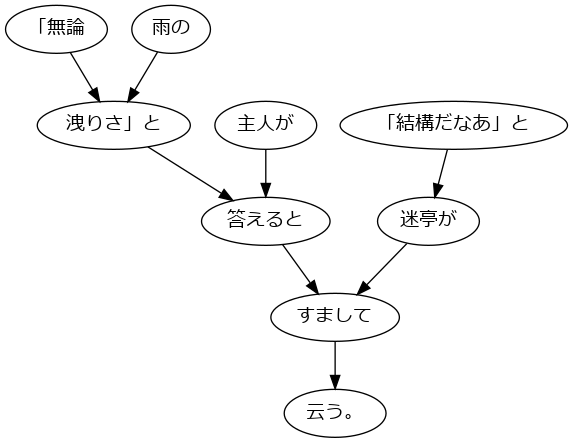 「無論
雨の
洩りさ」と
主人が
「結構だなあ」と
答えると
迷亭が
すまして
云う。